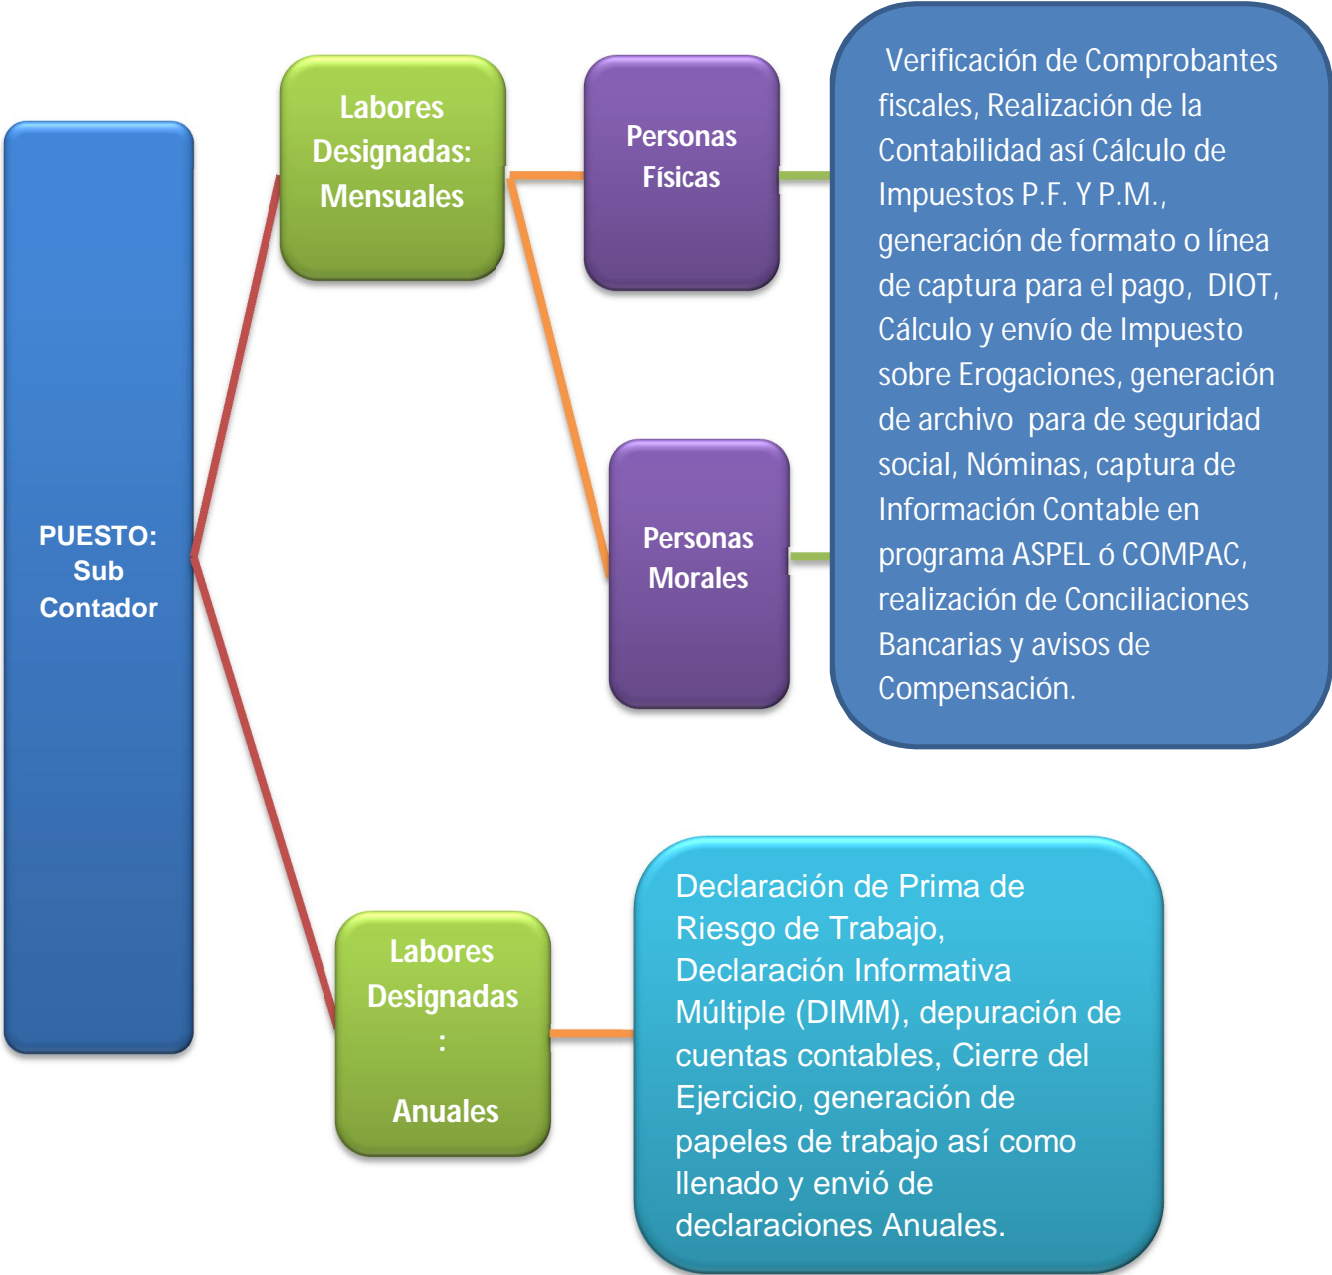 PUESTO:
Sub
Contador
Labores
Designadas:
Mensuales
Personas
Físicas
Personas
Morales
Verificación de Comprobantes
fiscales, Realización de la
Contabilidad así Cálculo de
Impuestos P.F. Y P.M.,
generación de formato o línea
de captura para el pago, DIOT,
Cálculo y envío de Impuesto
sobre Erogaciones, generación
de archivo para de seguridad
social, Nóminas, captura de
Información Contable en
programa ASPEL ó COMPAC,
realización de Conciliaciones
Bancarias y avisos de
Compensación.
Labores
Designadas
:
Anuales
Declaración de Prima de
Riesgo de Trabajo,
Declaración Informativa
Múltiple (DIMM), depuración de
cuentas contables, Cierre del
Ejercicio, generación de
papeles de trabajo así como
llenado y envió de
declaraciones Anuales.